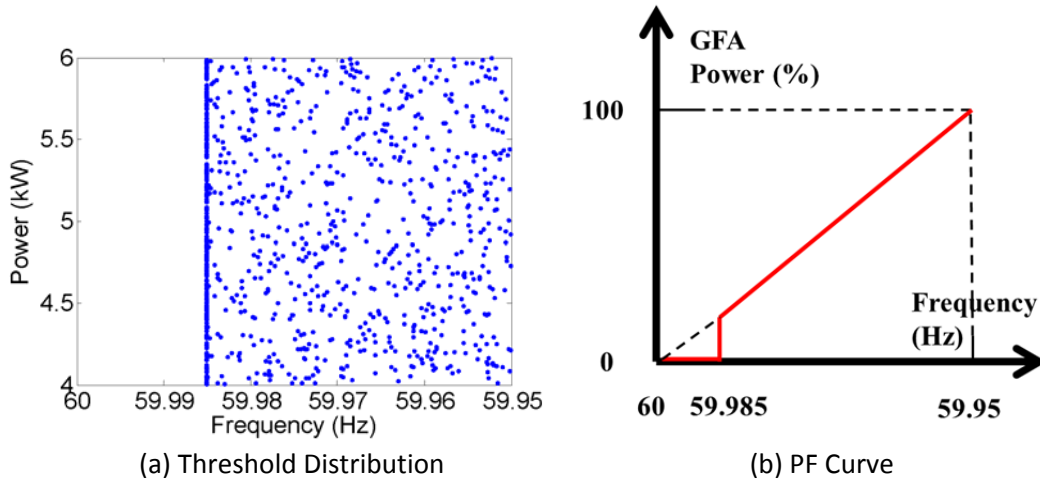 6
5.5
5
4.5
4
Power (kW)
60
59.99
59.98
59.97
59.96
59.95
Frequency (Hz)
(a) Threshold Distribution
GFA
Power (%)
100
Frequency
(Hz)
0
60
59.985
59.95
(b) PF Curve